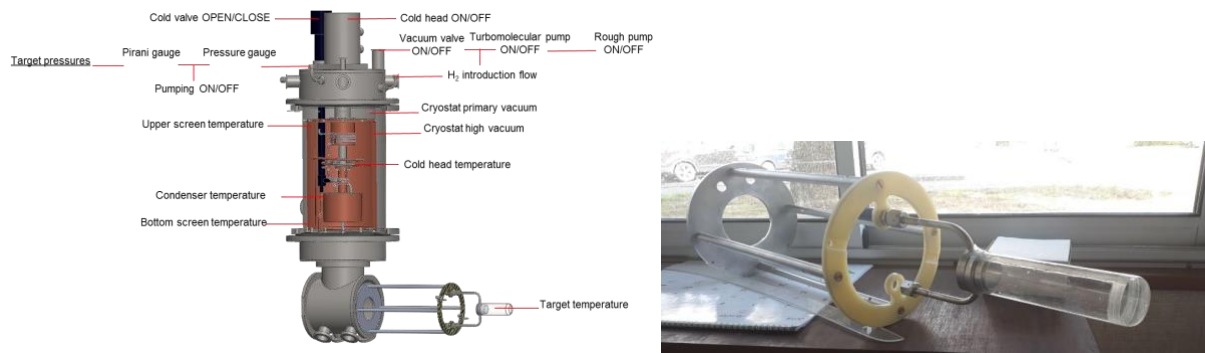 Cold valve OPEN/CLOSE
Cold head ON/OFF
Vacuum valve
ON/OFF
Turbomolecular pump
ON/OFF
Rough pump
ON/OFF
Target pressures
Pirani gauge
Pressure gauge
Pumping ON/OFF
H₂ introduction flow
Cryostat primary vacuum
Upper screen temperature
Cryostat high vacuum
Cold head temperature
Condenser temperature
Bottom screen temperature
Target temperature